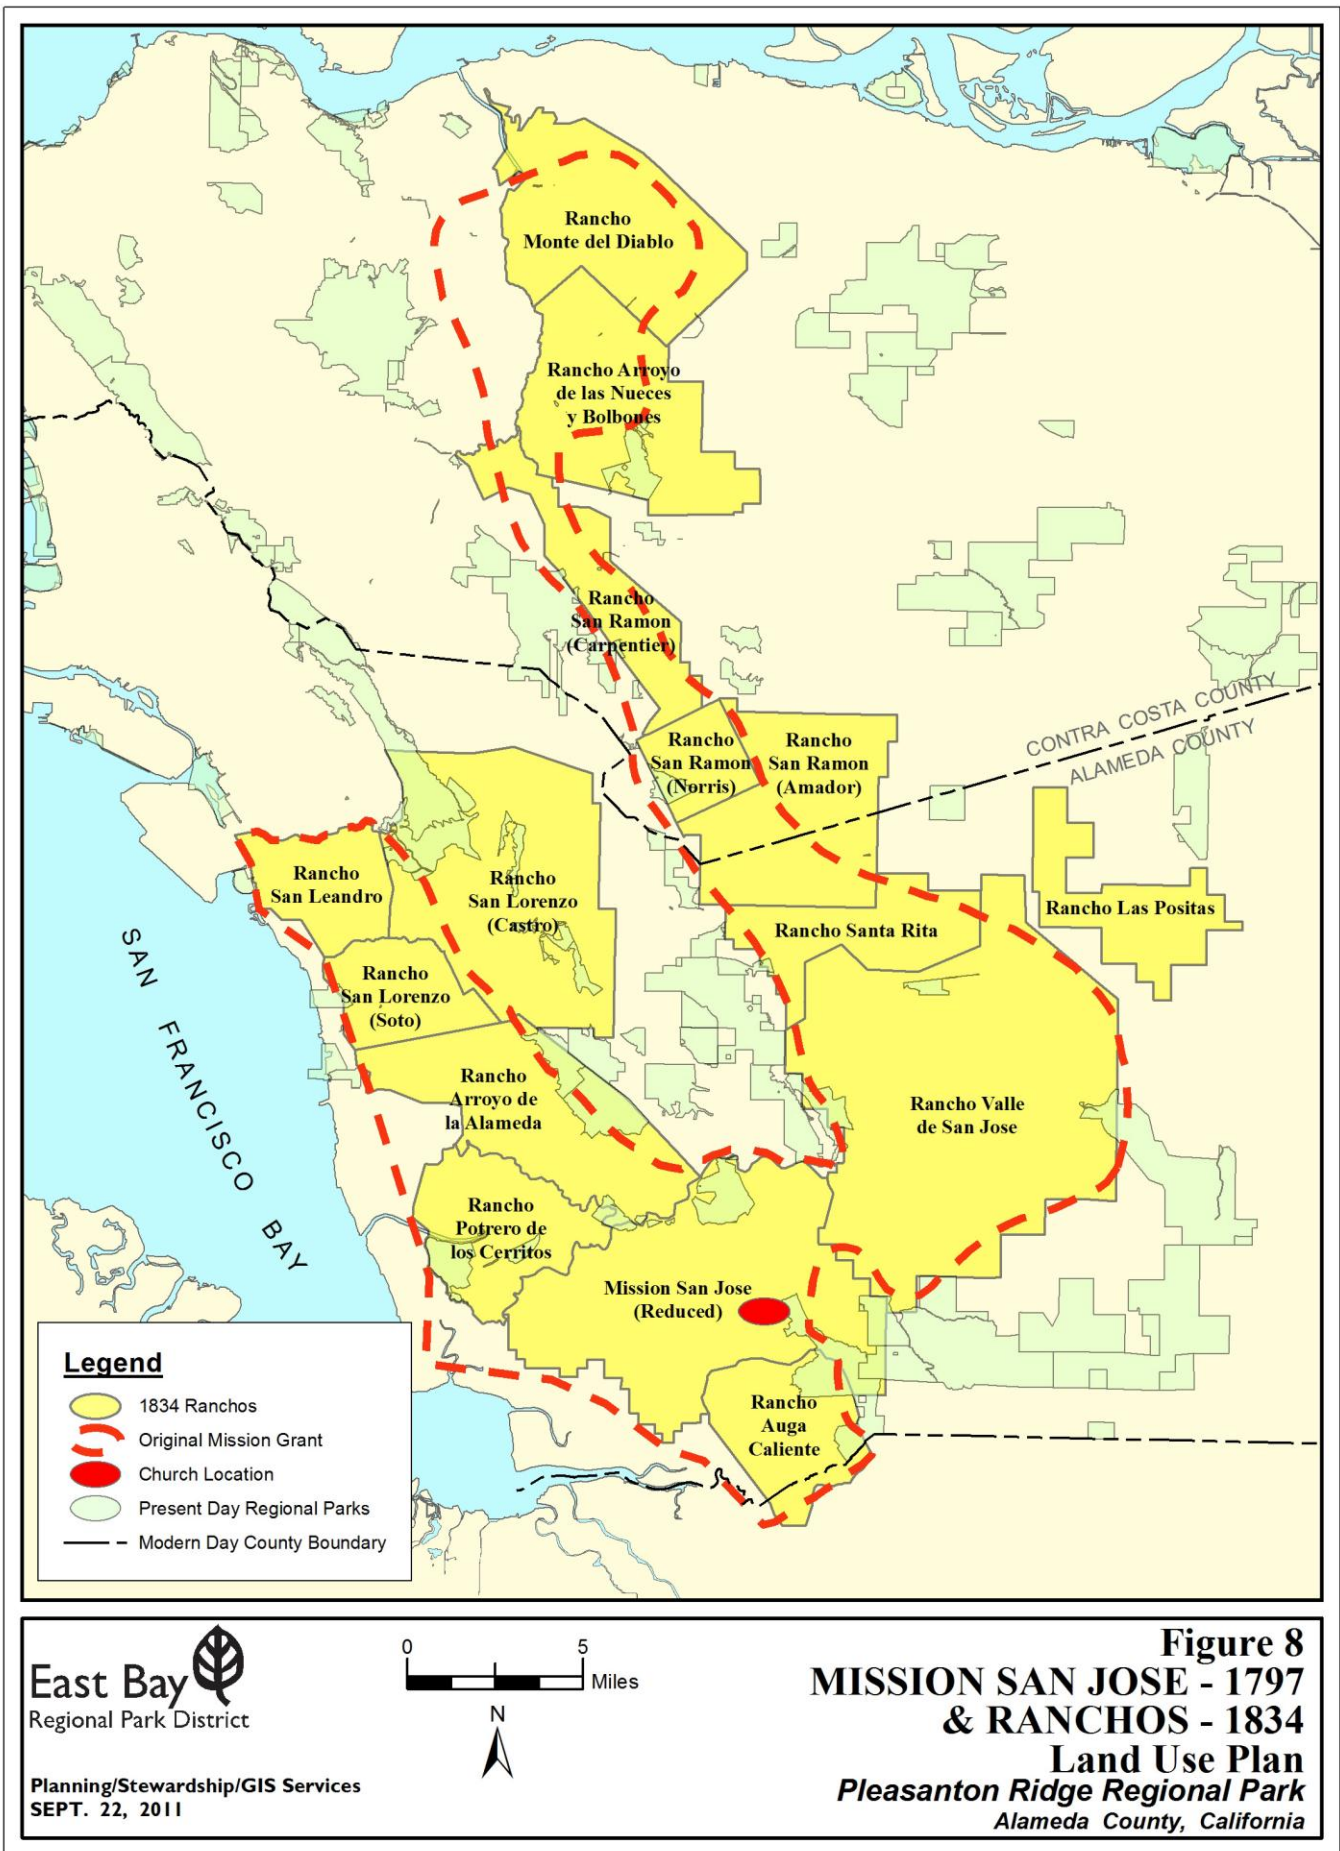 Rancho
Monte del Diablo
Rancho Arroyo
de las Nueces
y Bolbones
Rancho
San Ramon
(Carpentier)
Rancho
San Ramon
(Norris)
Rancho
San Ramon
(Amador)
CONTRA COSTA COUNTY
ALAMEDA COUNTY
Rancho
San Leandro
Rancho
San Lorenzo
(Castro)
Rancho Las Positas
Rancho Santa Rita
Rancho
San Lorenzo
(Soto)
SAN FRANCISCO BAY
Rancho
Arroyo de
la Alameda
Rancho Valle
de San Jose
Rancho
Potrero de
los Cerritos
Mission San Jose
(Reduced)
Rancho
Auga
Caliente
Legend
1834 Ranchos
Original Mission Grant
Church Location
Present Day Regional Parks
Modern Day County Boundary
East Bay
Regional Park District
Planning/Stewardship/GIS Services
SEPT. 22, 2011
0 5
Miles
N
Figure 8
MISSION SAN JOSE - 1797
& RANCHOS - 1834
Land Use Plan
Pleasanton Ridge Regional Park
Alameda County, California